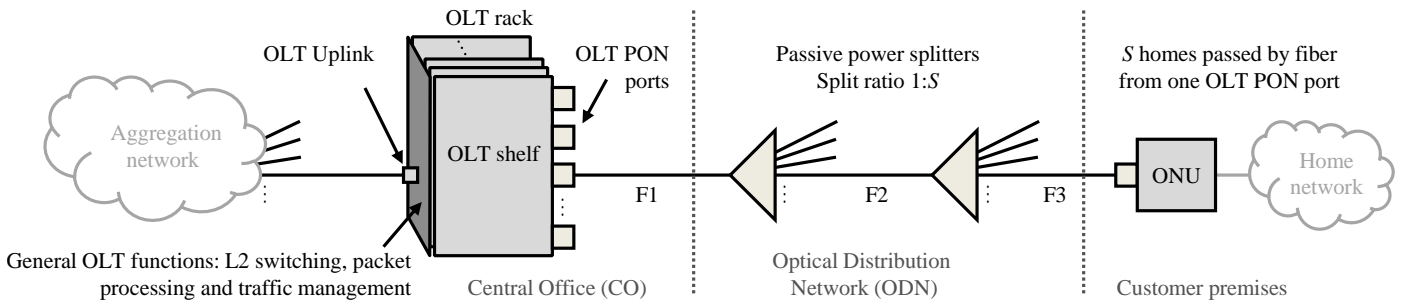 OLT rack
OLT Uplink
OLT PON
ports
Passive power splitters
Split ratio 1:S
S homes passed by fiber
from one OLT PON port
Aggregation
network
OLT shelf
F1
F2
F3
ONU
Home
network
General OLT functions: L2 switching, packet
processing and traffic management
Central Office (CO)
Optical Distribution
Network (ODN)
Customer premises